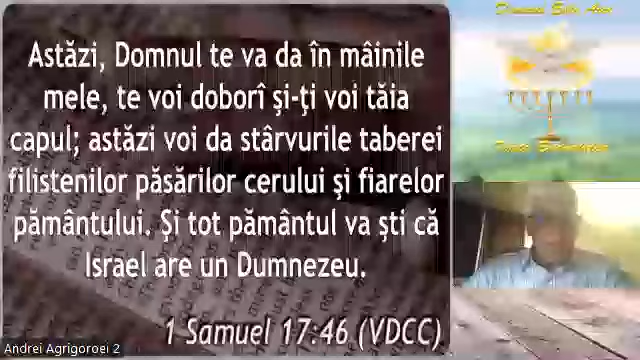 Astăzi, Domnul te va da în mâinile
mele, te voi doborî şi-ţi voi tăia
capul; astăzi voi da stârvurile taberei
filistenilor păsărilor cerului şi fiarelor
pământului. Şi tot pământul va şti că
Israel are un Dumnezeu.
1 Samuel 17:46 (VDCC)
Andrei Agrigoroei 2